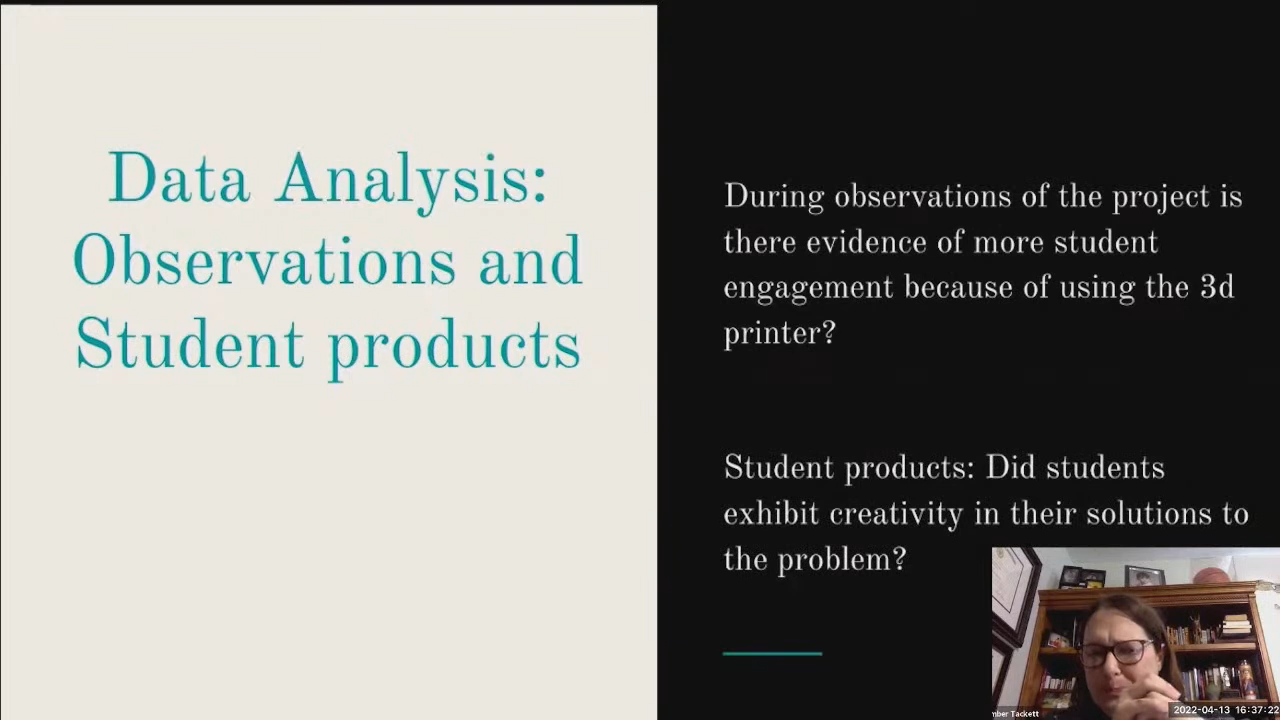 Data Analysis:
Observations and
Student products
During observations of the project is
there evidence of more student
engagement because of using the 3d
printer?
Student products: Did students
exhibit creativity in their solutions to
the problem?
mber Tackett
2022-04-13 16:37:22